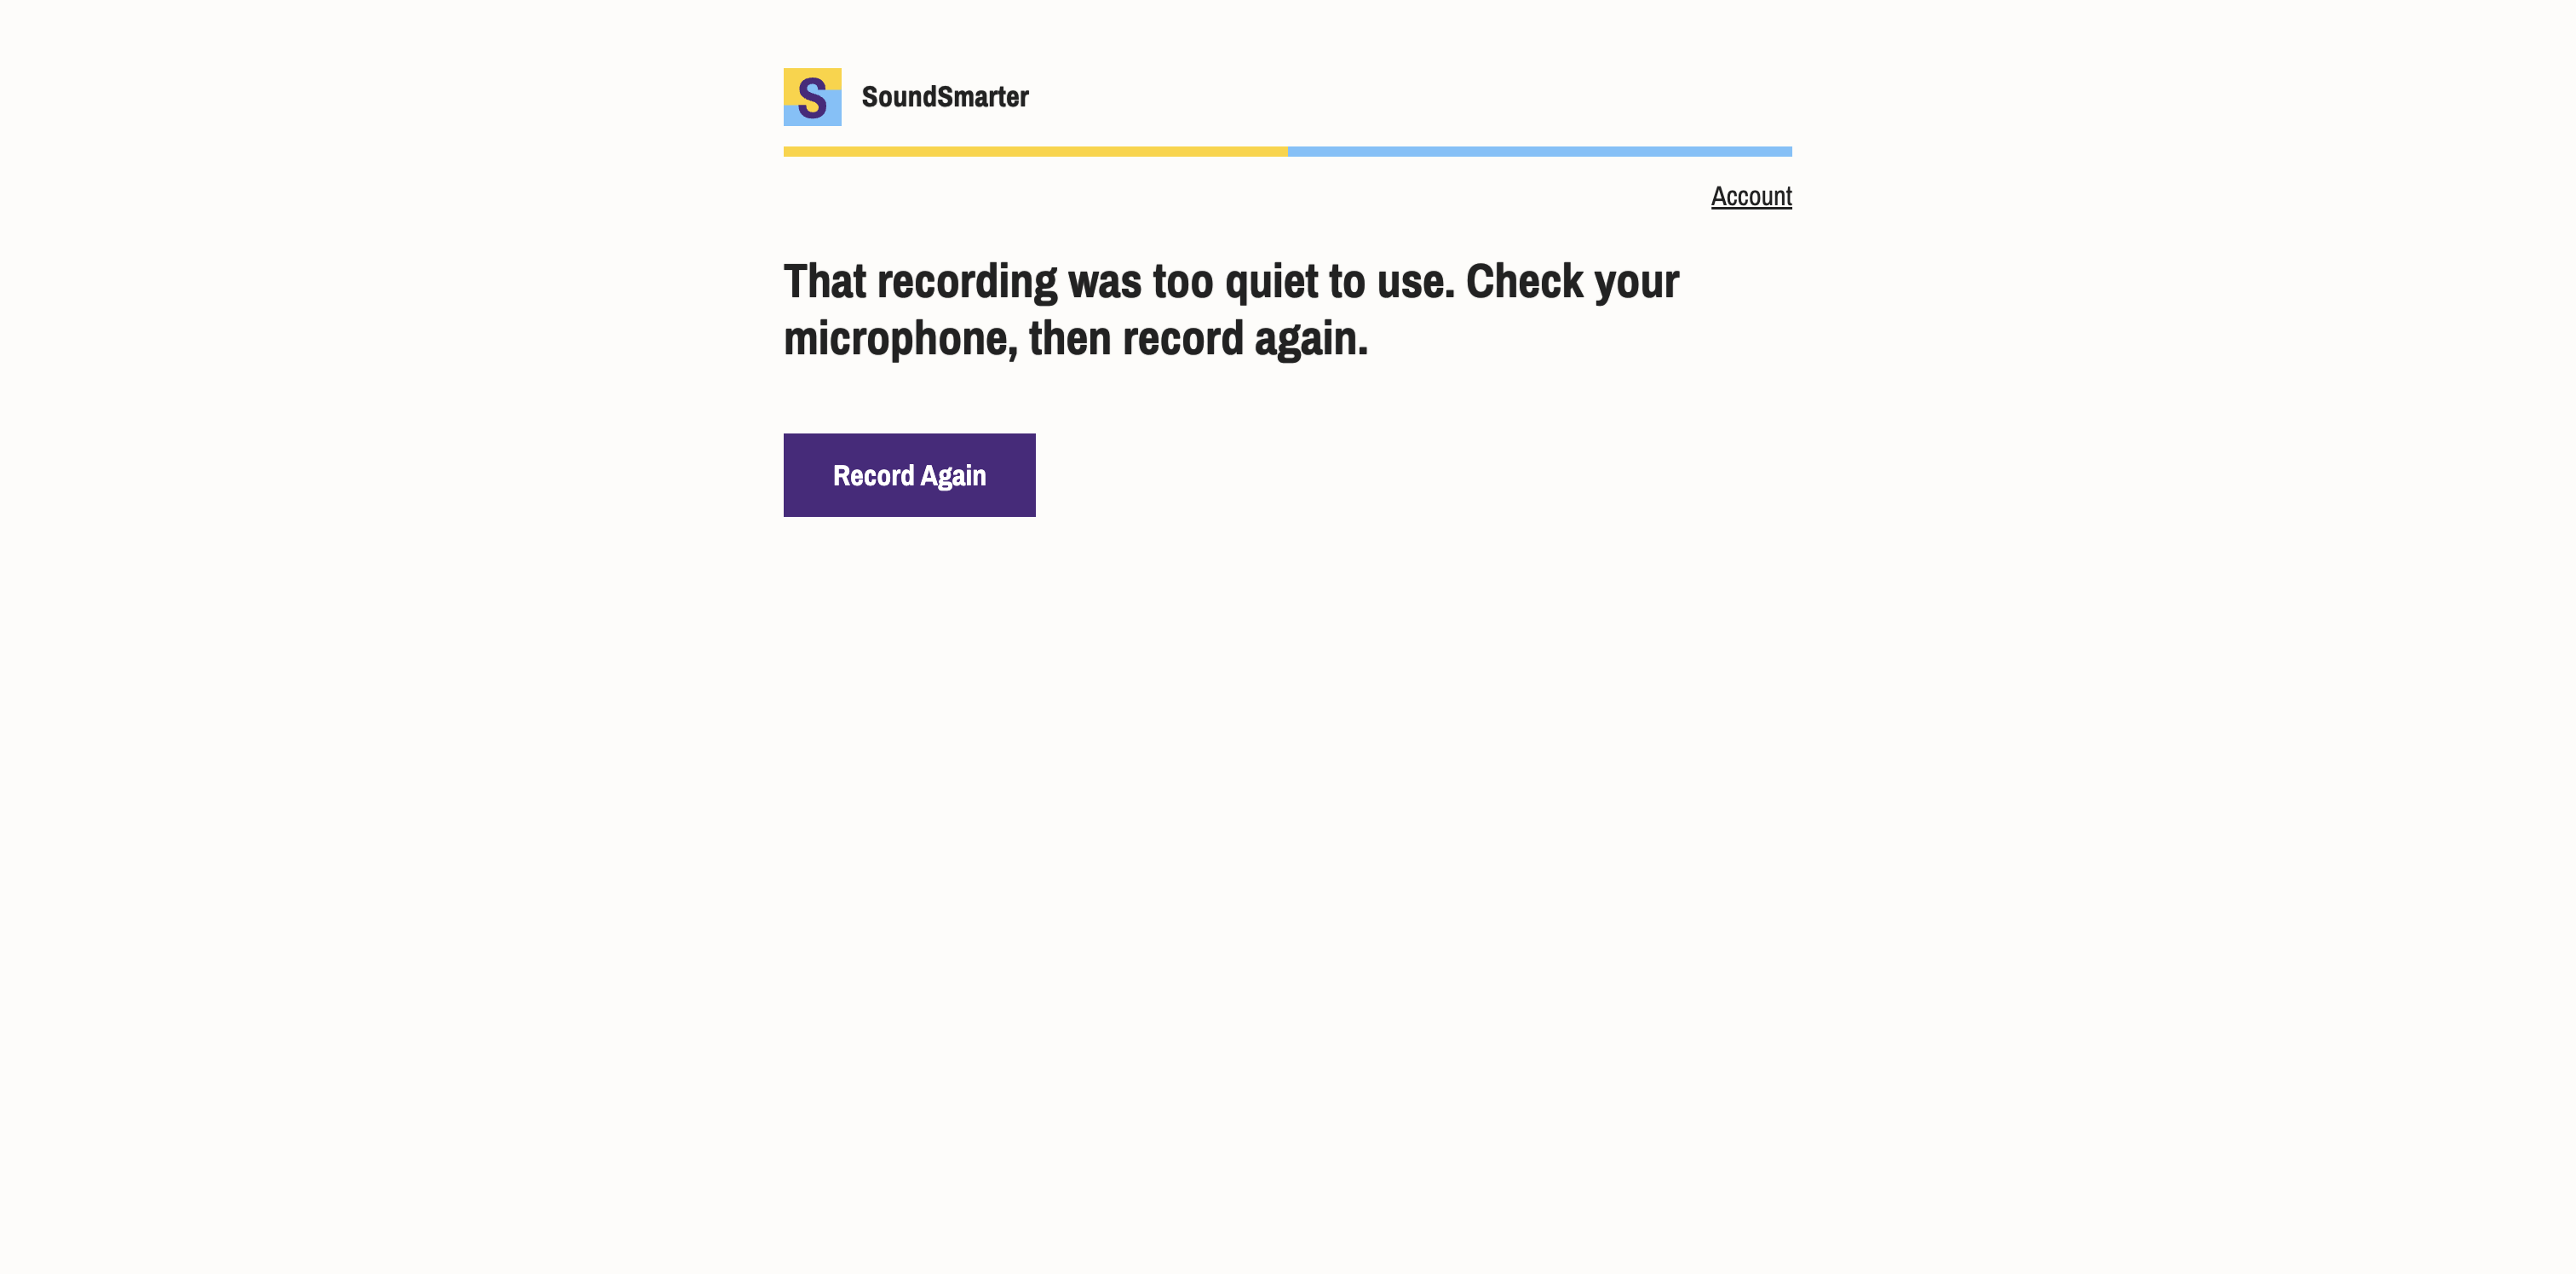 S SoundSmarter
Account
That recording was too quiet to use. Check your
microphone, then record again.
Record Again